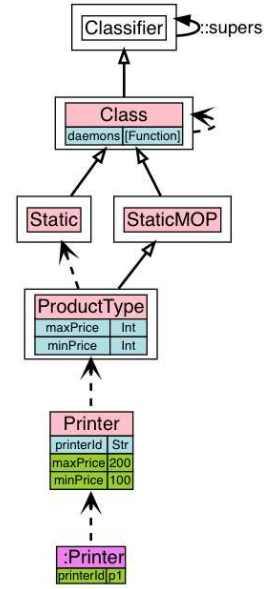 Classifier
::supers
Class
daemons [Function]
Static
StaticMOP
ProductType
maxPrice Int
minPrice Int
Printer
printerId Str
maxPrice 200
minPrice 100
:Printer
printerId p1